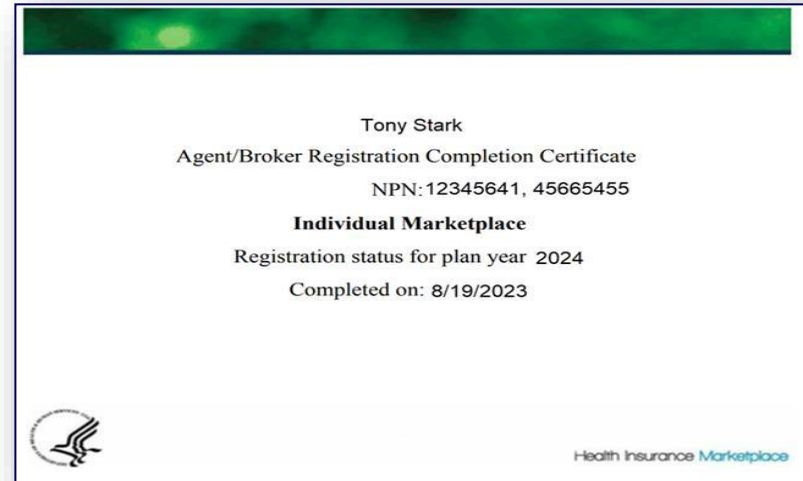 Tony Stark
Agent/Broker Registration Completion Certificate
NPN:12345641, 45665455
Individual Marketplace
Registration status for plan year 2024
Completed on: 8/19/2023
Health Insurance Marketplace